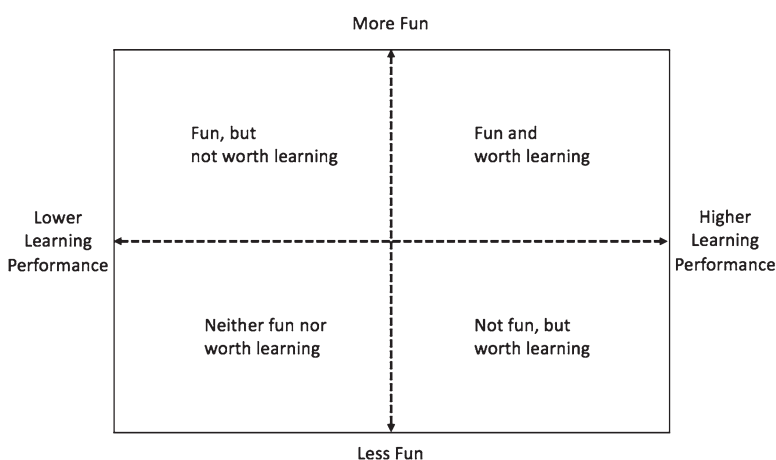 More Fun
Fun, but
not worth learning
Fun and
worth learning
Lower
Learning
Performance
Higher
Learning
Performance
Neither fun nor
worth learning
Not fun, but
worth learning
Less Fun